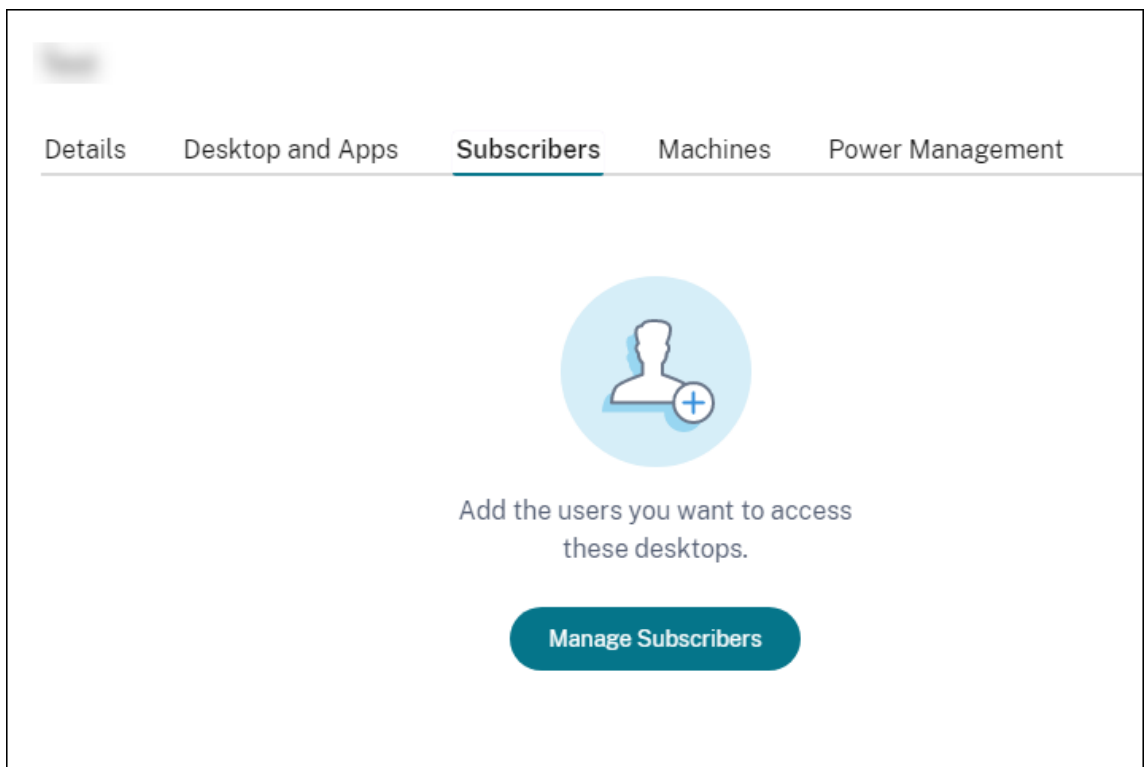 Details Desktop and Apps Subscribers Machines Power Management
Add the users you want to access
these desktops.
Manage Subscribers